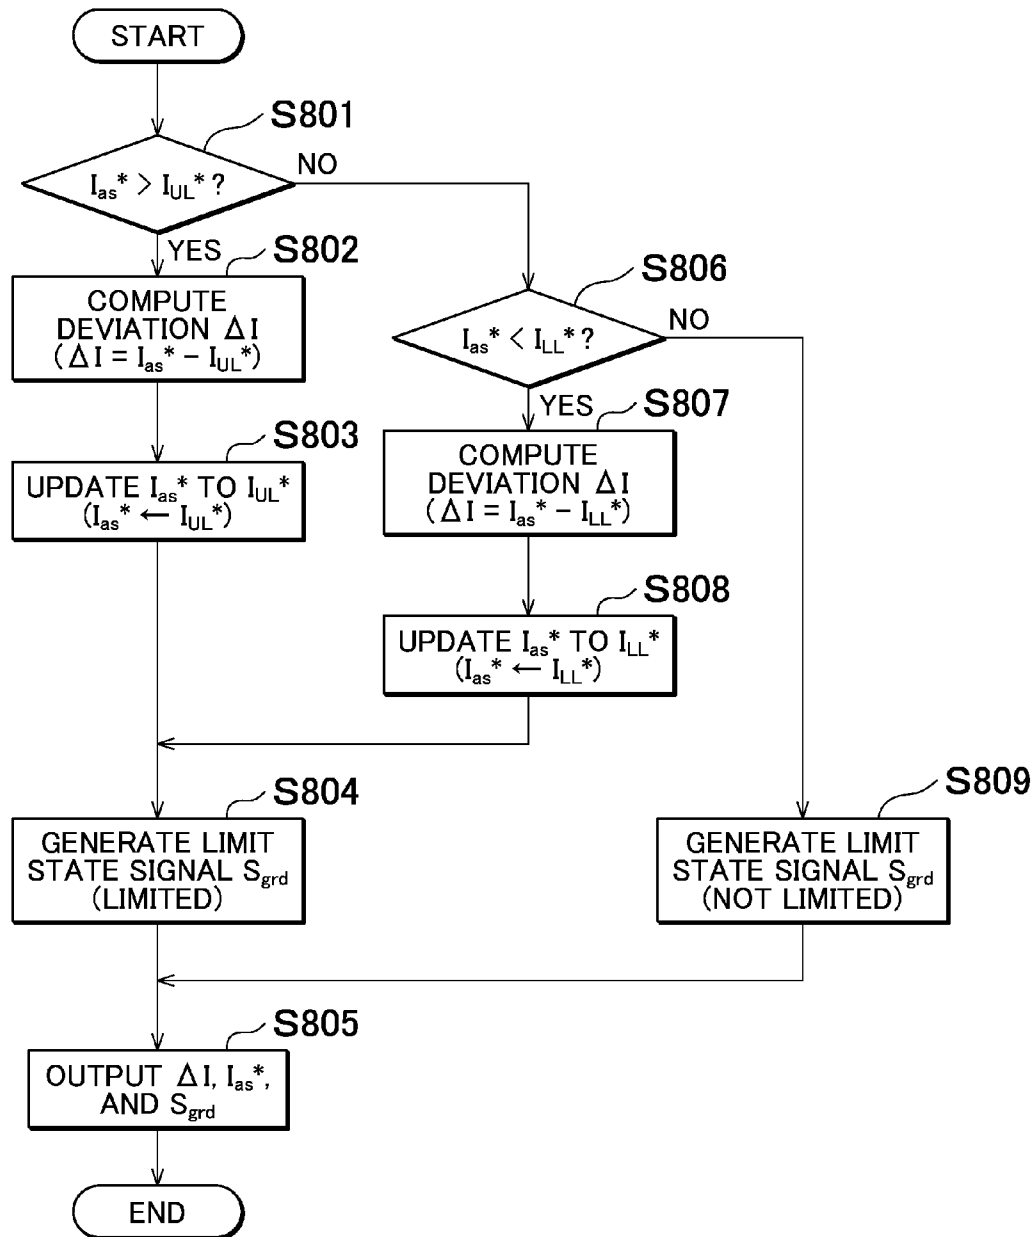 START
S801
I_as* > I_UL* ?
NO
YES
S802
COMPUTE
DEVIATION ΔI
(ΔI = I_as* − I_UL*)
S803
UPDATE I_as* TO I_UL*
(I_as* ← I_UL*)
S806
I_as* < I_LL* ?
NO
YES
S807
COMPUTE
DEVIATION ΔI
(ΔI = I_as* − I_LL*)
S808
UPDATE I_as* TO I_LL*
(I_as* ← I_LL*)
S804
GENERATE LIMIT
STATE SIGNAL S_grd
(LIMITED)
S809
GENERATE LIMIT
STATE SIGNAL S_grd
(NOT LIMITED)
S805
OUTPUT ΔI, I_as*,
AND S_grd
END